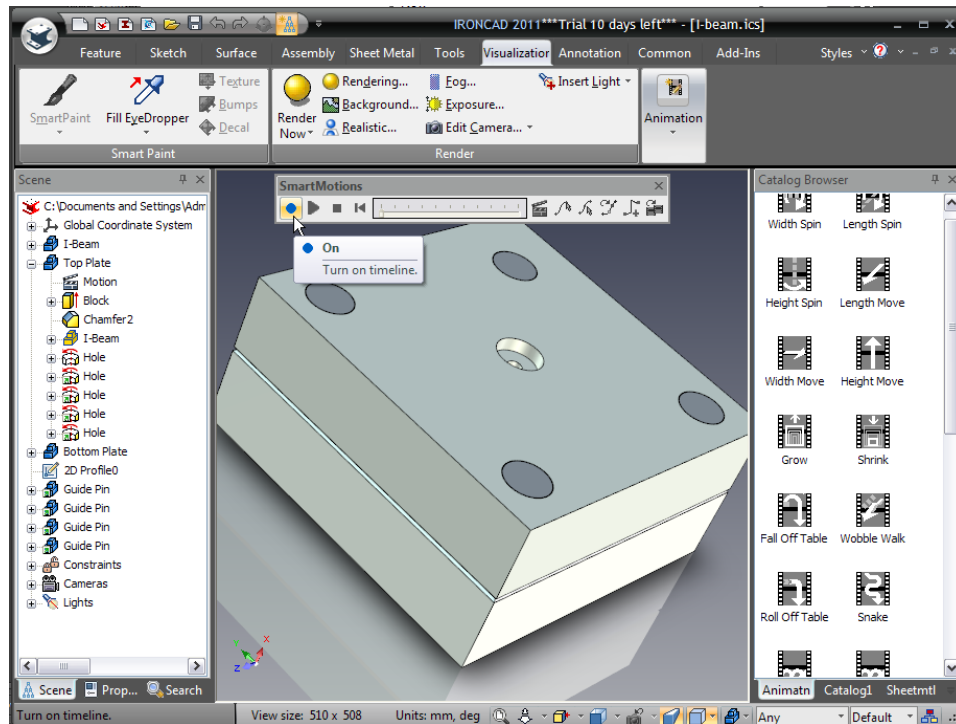 IRONCAD 2011***Trial 10 days left*** - [I-beam.ics]
Feature Sketch Surface Assembly Sheet Metal Tools Visualization Annotation Common Add-Ins Styles
SmartPaint
Fill EyeDropper
Texture
Bumps
Decal
Smart Paint
Render Now
Rendering...
Background...
Realistic...
Fog...
Exposure...
Edit Camera...
Insert Light
Render
Animation
Scene
C:\Documents and Settings\Adm
Global Coordinate System
I-Beam
Top Plate
Motion
Block
Chamfer2
I-Beam
Hole
Hole
Hole
Hole
Hole
Bottom Plate
2D Profile0
Guide Pin
Guide Pin
Guide Pin
Guide Pin
Constraints
Cameras
Lights
Scene Prop... Search
SmartMotions
On
Turn on timeline.
X
Y
Z
Catalog Browser
Width Spin Length Spin
Height Spin Length Move
Width Move Height Move
Grow Shrink
Fall Off Table Wobble Walk
Roll Off Table Snake
Animatn Catalog1 Sheetmtl
Turn on timeline. View size: 510 x 508 Units: mm, deg Any Default